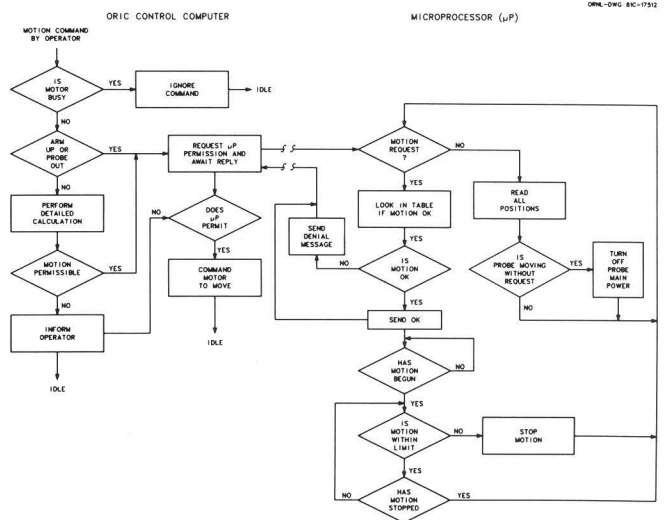 ORNL-DWG 81C-17512
ORIC CONTROL COMPUTER
MICROPROCESSOR (μP)
MOTION COMMAND
BY OPERATOR
IS
MOTOR
BUSY
YES
IGNORE
COMMAND
IDLE
NO
ARM
UP OR
PROBE
OUT
YES
NO
PERFORM
DETAILED
CALCULATION
MOTION
PERMISSIBLE
YES
NO
INFORM
OPERATOR
IDLE
REQUEST μP
PERMISSION AND
AWAIT REPLY
DOES
μP
PERMIT
NO
YES
COMMAND
MOTOR
TO MOVE
IDLE
MOTION
REQUEST
?
NO
YES
LOOK IN TABLE
IF MOTION OK
YES
SEND
DENIAL
MESSAGE
NO
IS
MOTION
OK
YES
SEND OK
HAS
MOTION
BEGUN
NO
YES
IS
MOTION
WITHIN
LIMIT
NO
STOP
MOTION
YES
NO
HAS
MOTION
STOPPED
YES
READ
ALL
POSITIONS
IS
PROBE MOVING
WITHOUT
REQUEST
YES
TURN
OFF
PROBE
MAIN
POWER
NO